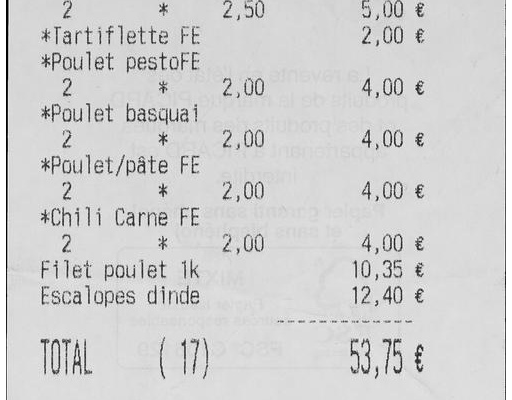 2 * 2,50 5,00 €
*Tartiflette FE 2,00 €
*Poulet pestoFE
2 * 2,00 4,00 €
*Poulet basquai
2 * 2,00 4,00 €
*Poulet/pâte FE
2 * 2,00 4,00 €
*Chili Carne FE
2 * 2,00 4,00 €
Filet poulet 1k 10,35 €
Escalopes dinde 12,40 €
TOTAL ( 17) 53,75 €